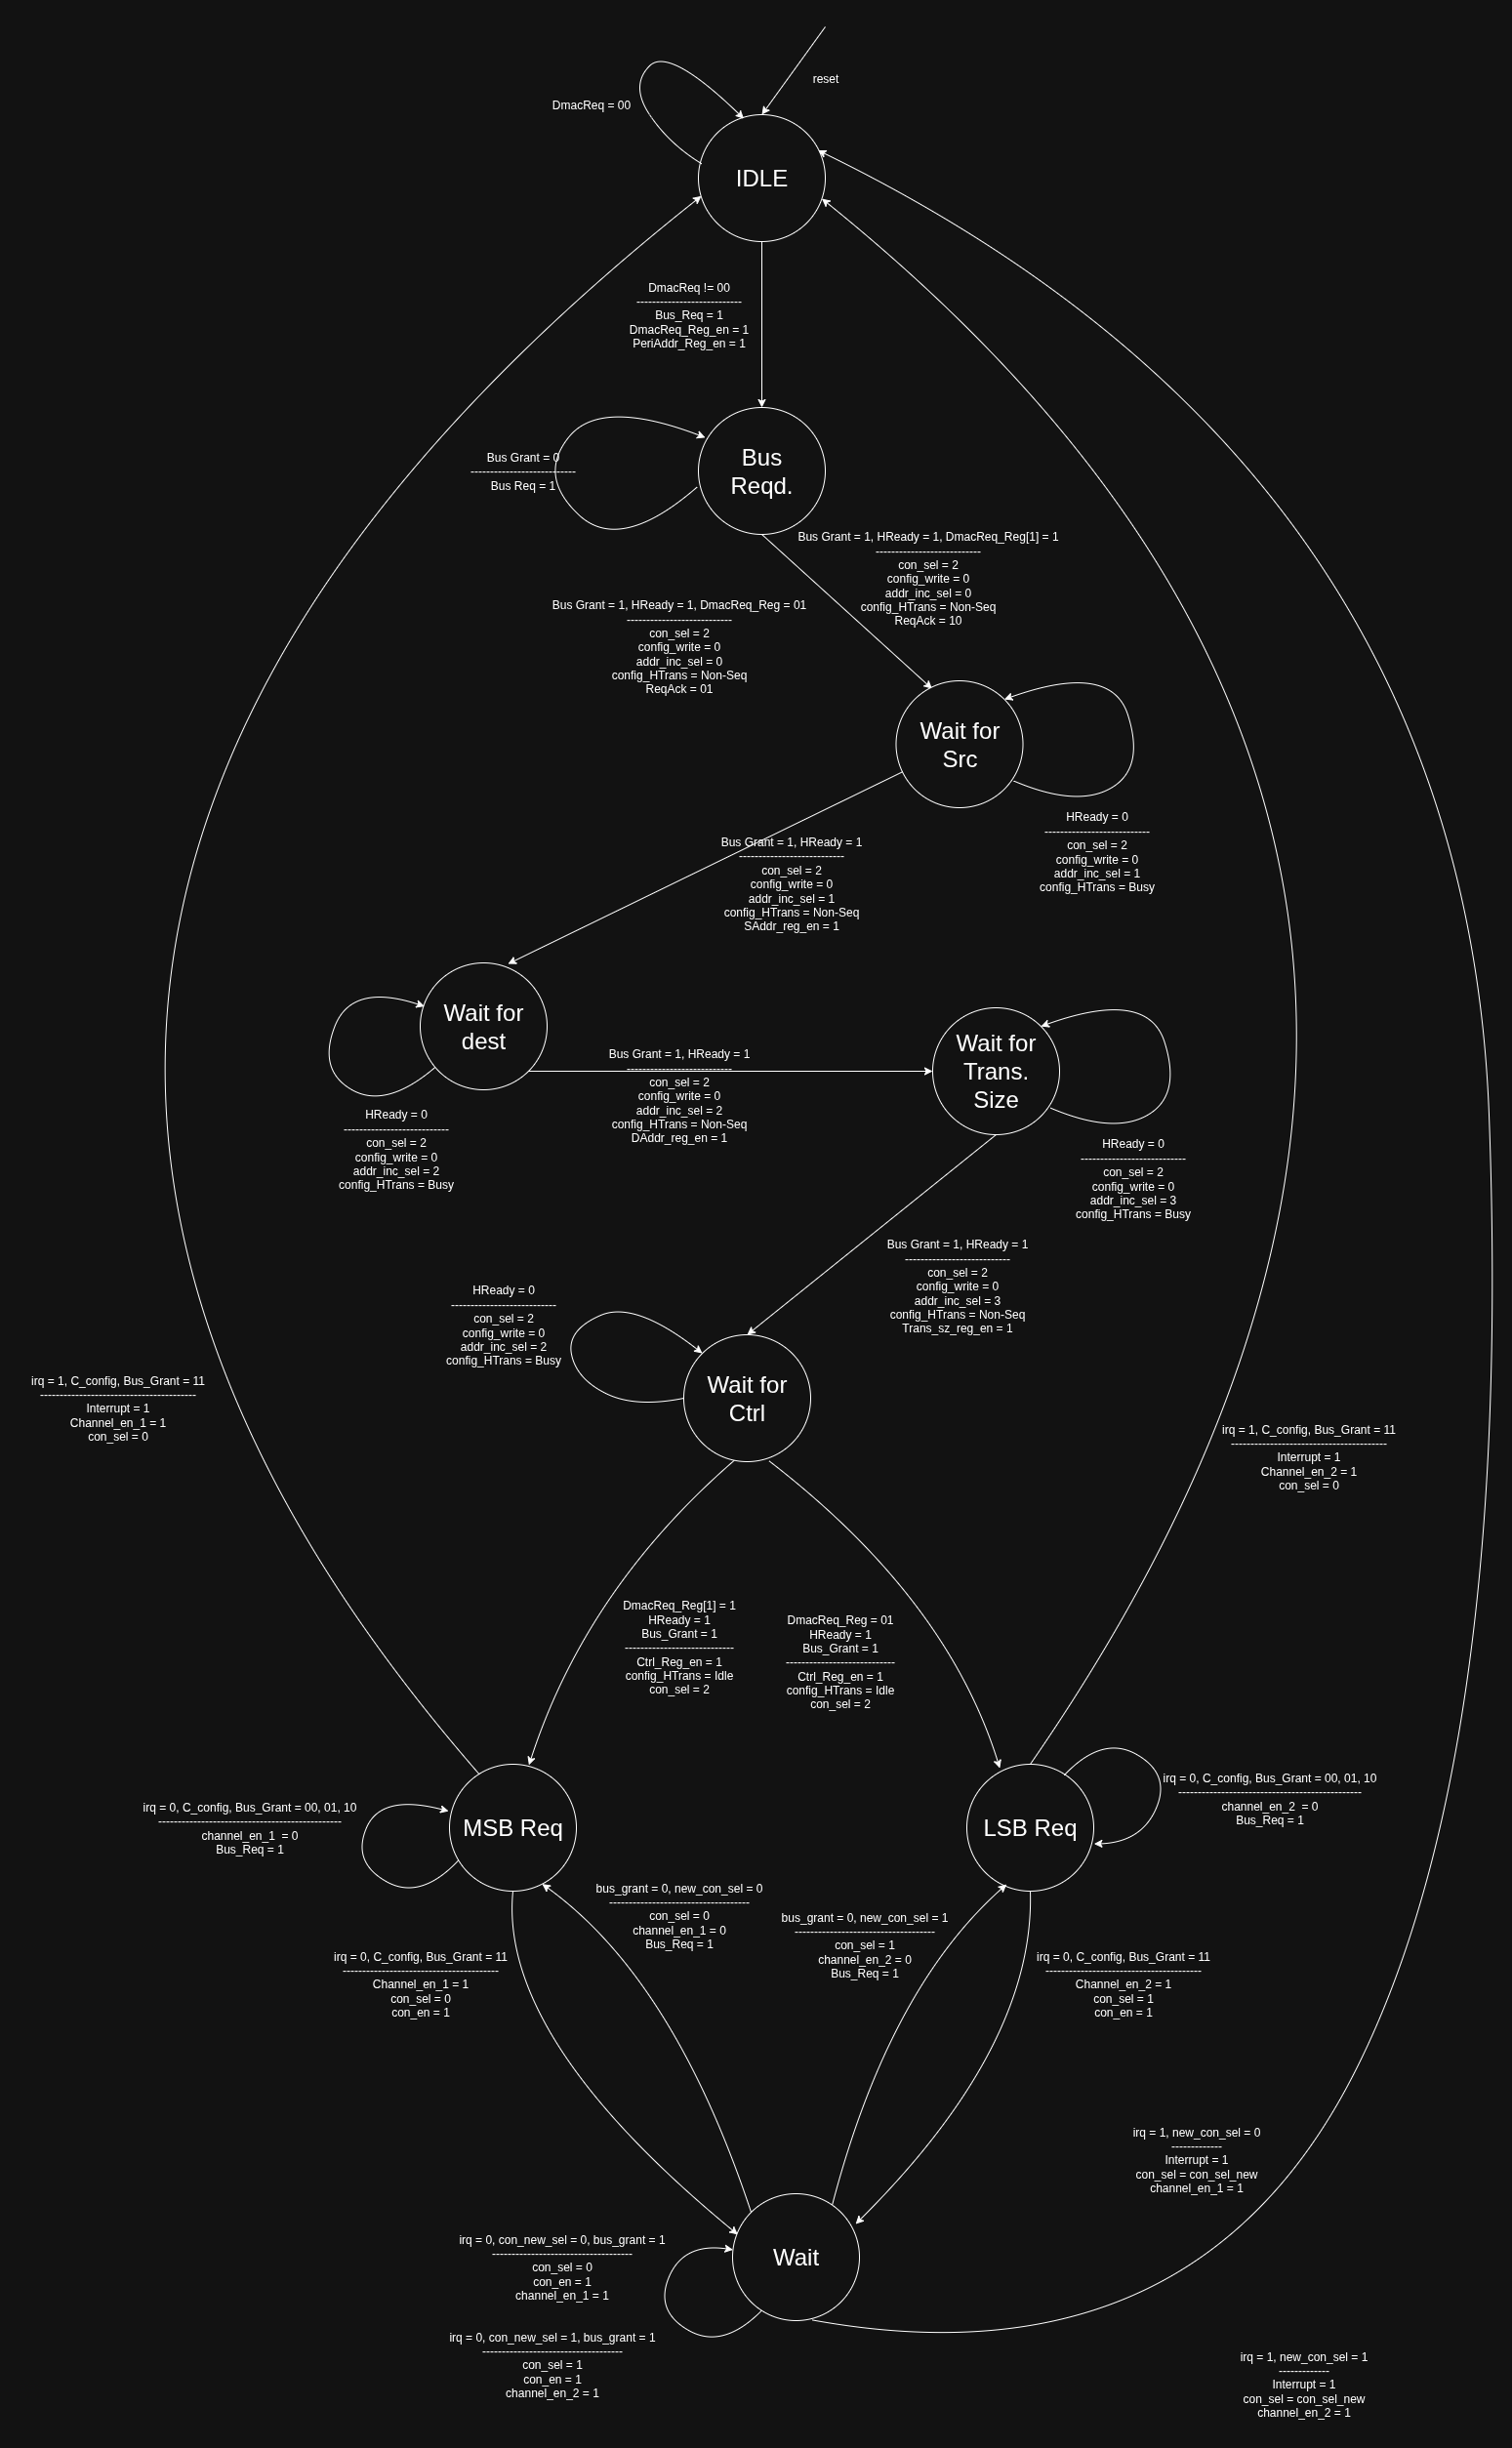 reset
DmacReq = 00
IDLE
DmacReq != 00
---------------------------
Bus_Req = 1
DmacReq_Reg_en = 1
PeriAddr_Reg_en = 1
Bus Grant = 0
---------------------------
Bus Req = 1
Bus
Reqd.
Bus Grant = 1, HReady = 1, DmacReq_Reg[1] = 1
---------------------------
con_sel = 2
config_write = 0
addr_inc_sel = 0
config_HTrans = Non-Seq
ReqAck = 10
Bus Grant = 1, HReady = 1, DmacReq_Reg = 01
---------------------------
con_sel = 2
config_write = 0
addr_inc_sel = 0
config_HTrans = Non-Seq
ReqAck = 01
Wait for
Src
HReady = 0
---------------------------
con_sel = 2
config_write = 0
addr_inc_sel = 1
config_HTrans = Busy
Bus Grant = 1, HReady = 1
---------------------------
con_sel = 2
config_write = 0
addr_inc_sel = 1
config_HTrans = Non-Seq
SAddr_reg_en = 1
Wait for
dest
HReady = 0
---------------------------
con_sel = 2
config_write = 0
addr_inc_sel = 2
config_HTrans = Busy
Bus Grant = 1, HReady = 1
---------------------------
con_sel = 2
config_write = 0
addr_inc_sel = 2
config_HTrans = Non-Seq
DAddr_reg_en = 1
Wait for
Trans.
Size
HReady = 0
---------------------------
con_sel = 2
config_write = 0
addr_inc_sel = 3
config_HTrans = Busy
Bus Grant = 1, HReady = 1
---------------------------
con_sel = 2
config_write = 0
addr_inc_sel = 3
config_HTrans = Non-Seq
Trans_sz_reg_en = 1
HReady = 0
---------------------------
con_sel = 2
config_write = 0
addr_inc_sel = 2
config_HTrans = Busy
Wait for
Ctrl
irq = 1, C_config, Bus_Grant = 11
----------------------------------------
Interrupt = 1
Channel_en_1 = 1
con_sel = 0
irq = 1, C_config, Bus_Grant = 11
----------------------------------------
Interrupt = 1
Channel_en_2 = 1
con_sel = 0
DmacReq_Reg[1] = 1
HReady = 1
Bus_Grant = 1
----------------------------
Ctrl_Reg_en = 1
config_HTrans = Idle
con_sel = 2
DmacReq_Reg = 01
HReady = 1
Bus_Grant = 1
----------------------------
Ctrl_Reg_en = 1
config_HTrans = Idle
con_sel = 2
irq = 0, C_config, Bus_Grant = 00, 01, 10
-----------------------------------------------
channel_en_1  = 0
Bus_Req = 1
MSB Req
LSB Req
irq = 0, C_config, Bus_Grant = 00, 01, 10
-----------------------------------------------
channel_en_2  = 0
Bus_Req = 1
bus_grant = 0, new_con_sel = 0
------------------------------------
con_sel = 0
channel_en_1 = 0
Bus_Req = 1
bus_grant = 0, new_con_sel = 1
------------------------------------
con_sel = 1
channel_en_2 = 0
Bus_Req = 1
irq = 0, C_config, Bus_Grant = 11
----------------------------------------
Channel_en_1 = 1
con_sel = 0
con_en = 1
irq = 0, C_config, Bus_Grant = 11
----------------------------------------
Channel_en_2 = 1
con_sel = 1
con_en = 1
irq = 1, new_con_sel = 0
-------------
Interrupt = 1
con_sel = con_sel_new
channel_en_1 = 1
irq = 0, con_new_sel = 0, bus_grant = 1
------------------------------------
con_sel = 0
con_en = 1
channel_en_1 = 1
Wait
irq = 0, con_new_sel = 1, bus_grant = 1
------------------------------------
con_sel = 1
con_en = 1
channel_en_2 = 1
irq = 1, new_con_sel = 1
-------------
Interrupt = 1
con_sel = con_sel_new
channel_en_2 = 1